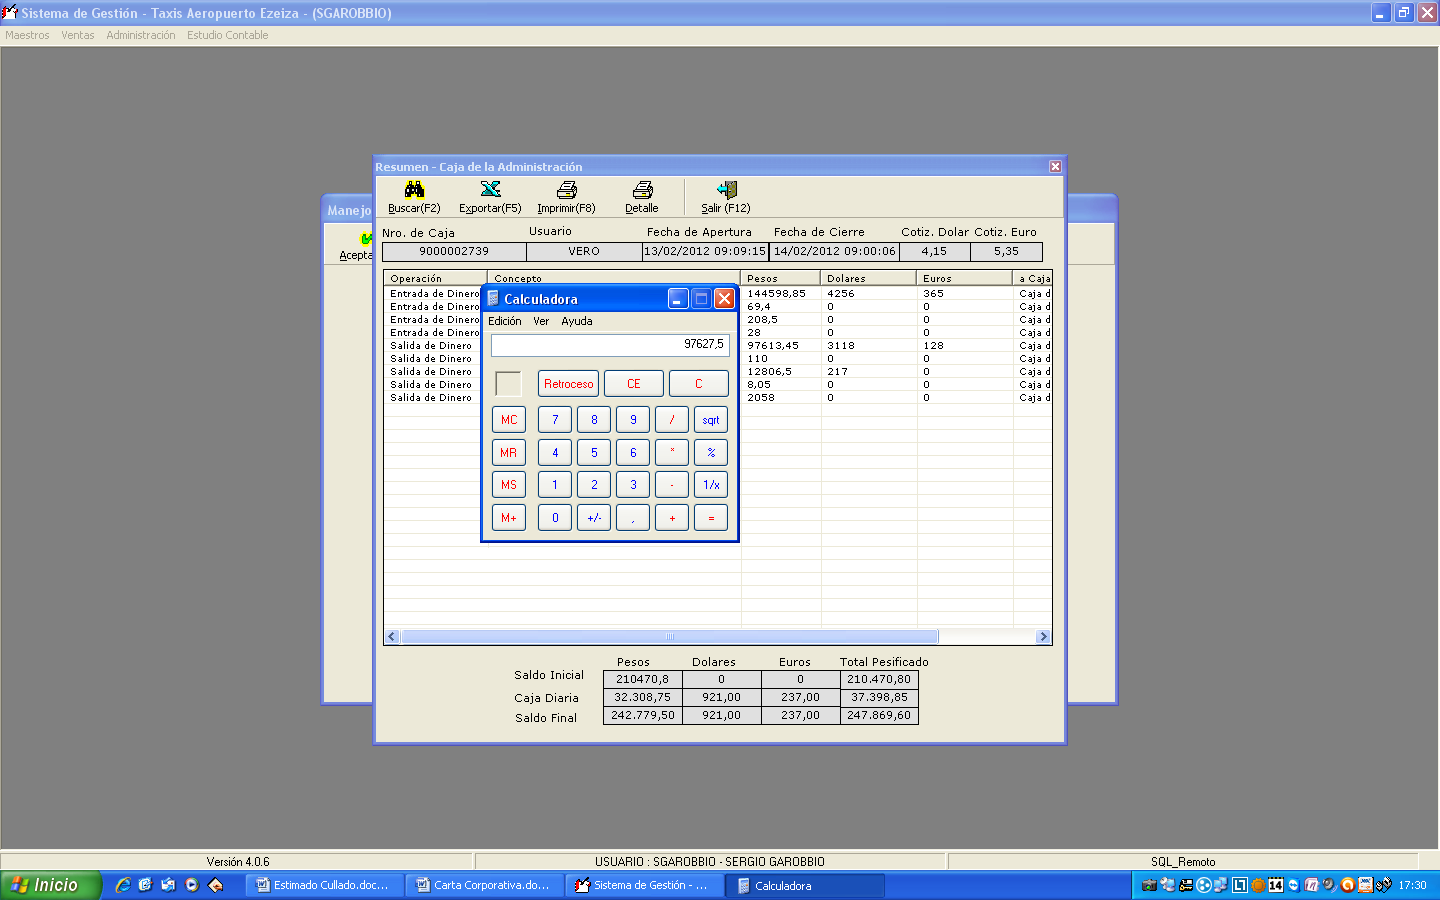 Sistema de Gestión - Taxis Aeropuerto Ezeiza - (SGAROBBIO)
Maestros Ventas Administración Estudio Contable
Resumen - Caja de la Administración
Manejo
Buscar(F2) Exportar(F5) Imprimir(F8) Detalle Salir (F12)
Acepta
Nro. de Caja Usuario Fecha de Apertura Fecha de Cierre Cotiz. Dolar Cotiz. Euro
9000002739 VERO 13/02/2012 09:09:15 14/02/2012 09:00:06 4,15 5,35
Operación Concepto Pesos Dolares Euros a Caja
Entrada de Dinero 144598,85 4256 365 Caja d
Entrada de Dinero 69,4 0 0 Caja d
Entrada de Dinero 208,5 0 0 Caja d
Entrada de Dinero 28 0 0 Caja d
Salida de Dinero 97613,45 3118 128 Caja d
Salida de Dinero 110 0 0 Caja d
Salida de Dinero 12806,5 217 0 Caja d
Salida de Dinero 8,05 0 0 Caja d
Salida de Dinero 2058 0 0 Caja d
Calculadora
Edición Ver Ayuda
97627,5
Retroceso CE C
MC 7 8 9 / sqrt
MR 4 5 6 * %
MS 1 2 3 - 1/x
M+ 0 +/- , + =
Pesos Dolares Euros Total Pesificado
Saldo Inicial 210470,8 0 0 210.470,80
Caja Diaria 32.308,75 921,00 237,00 37.398,85
Saldo Final 242.779,50 921,00 237,00 247.869,60
Versión 4.0.6 USUARIO : SGAROBBIO - SERGIO GAROBBIO SQL_Remoto
Inicio Estimado Cullado.doc... Carta Corporativa.do... Sistema de Gestión - ... Calculadora 14 17:30